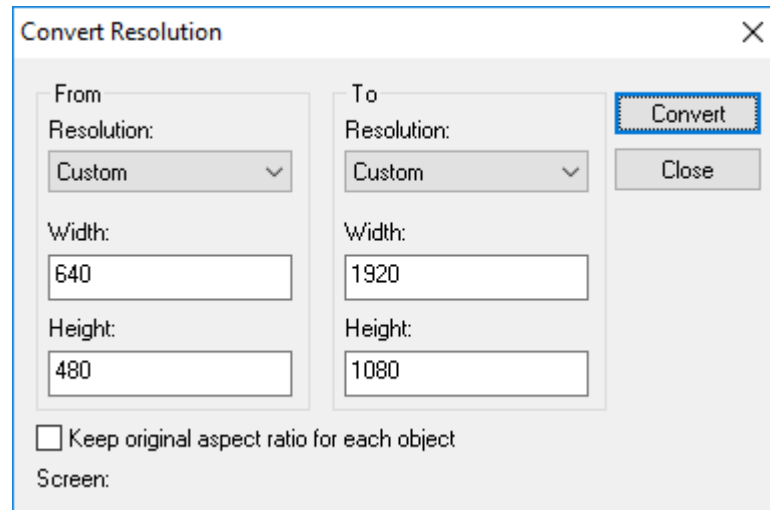 Convert Resolution
From
Resolution:
Custom
Width:
640
Height:
480
To
Resolution:
Custom
Width:
1920
Height:
1080
Convert
Close
Keep original aspect ratio for each object
Screen: